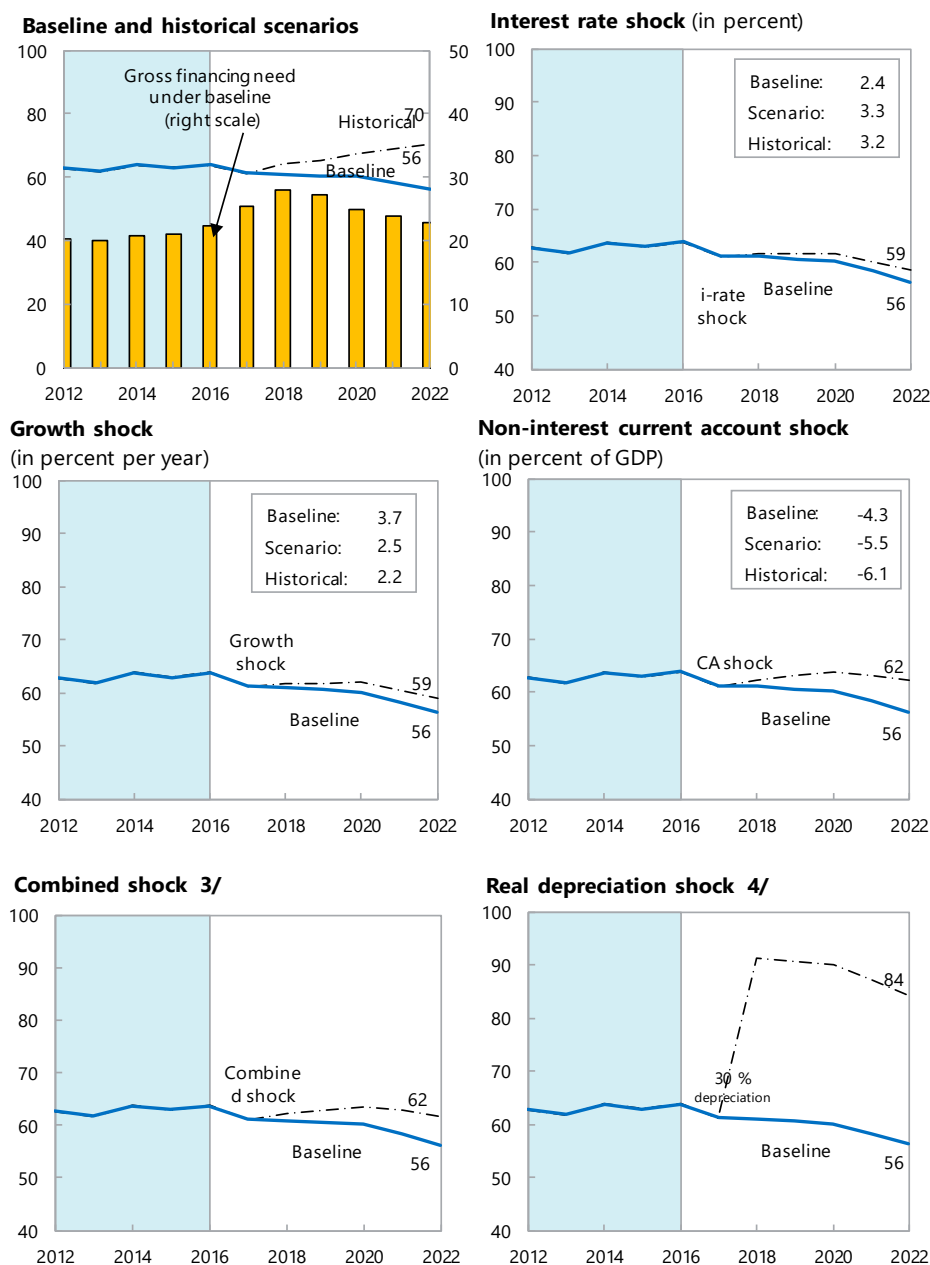 Baseline and historical scenarios
100
80
60
40
20
0
50
40
30
20
10
0
Gross financing need
under baseline
(right scale)
Historical
70
56
Baseline
2012 2014 2016 2018 2020 2022
Interest rate shock (in percent)
100
90
80
70
60
50
40
Baseline: 2.4
Scenario: 3.3
Historical: 3.2
59
i-rate
shock
Baseline
56
2012 2014 2016 2018 2020 2022
Growth shock
(in percent per year)
100
90
80
70
60
50
40
Baseline: 3.7
Scenario: 2.5
Historical: 2.2
Growth
shock
59
Baseline
56
2012 2014 2016 2018 2020 2022
Non-interest current account shock
(in percent of GDP)
100
90
80
70
60
50
40
Baseline: -4.3
Scenario: -5.5
Historical: -6.1
CA shock
62
Baseline
56
2012 2014 2016 2018 2020 2022
Combined shock 3/
100
90
80
70
60
50
40
Combine
d shock
62
Baseline
56
2012 2014 2016 2018 2020 2022
Real depreciation shock 4/
100
90
80
70
60
50
40
84
30 %
depreciation
Baseline
56
2012 2014 2016 2018 2020 2022